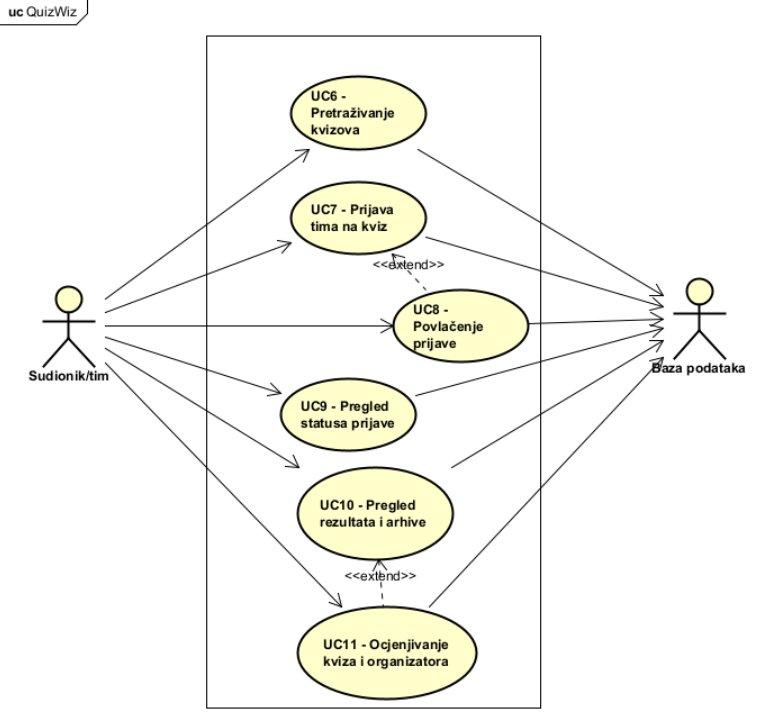 uc QuizWiz
UC6 -
Pretraživanje
kvizova
UC7 - Prijava
tima na kviz
<<extend>>
UC8 -
Povlačenje
prijave
Sudionik/tim
Baza podataka
UC9 - Pregled
statusa prijave
UC10 - Pregled
rezultata i arhive
<<extend>>
UC11 - Ocjenjivanje
kviza i organizatora